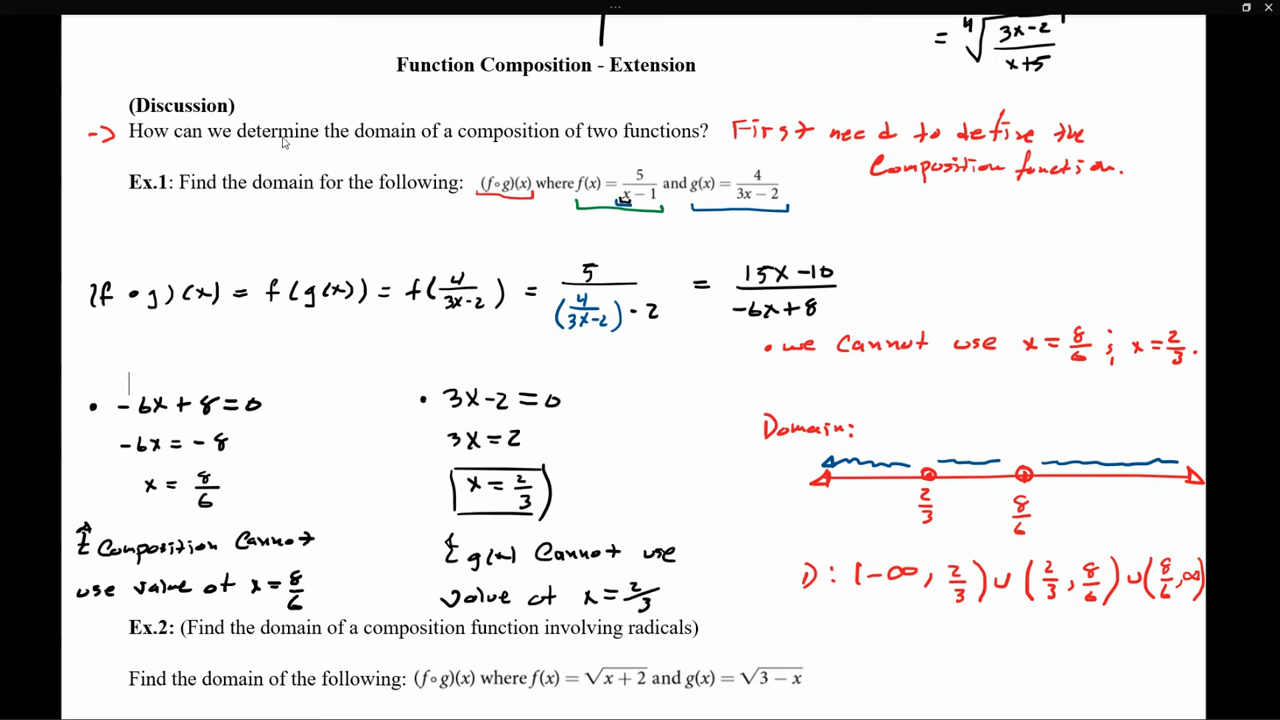 = ∜((3x-2)/(x+5))
Function Composition - Extension
(Discussion)
-> How can we determine the domain of a composition of two functions? First need to define the
Composition function.
Ex.1: Find the domain for the following: (f∘g)(x) where f(x) = 5/(x − 1) and g(x) = 4/(3x − 2)
(f∘g)(x) = f(g(x)) = f(4/(3x-2)) = 5/((4/(3x-2)) - 2) = (15x-10)/(-6x+8)
• we cannot use x = 8/6 ; x = 2/3.
• -6x + 8 = 0
-6x = -8
x = 8/6
Composition Cannot
use value at x = 8/6
• 3x-2 = 0
3x = 2
x = 2/3
{ g(x) Cannot use
value at x = 2/3
Domain:
2/3 8/6
D: (-∞, 2/3) ∪ (2/3, 8/6) ∪ (8/6, ∞)
Ex.2: (Find the domain of a composition function involving radicals)
Find the domain of the following: (f∘g)(x) where f(x) = √(x + 2) and g(x) = √(3 − x)